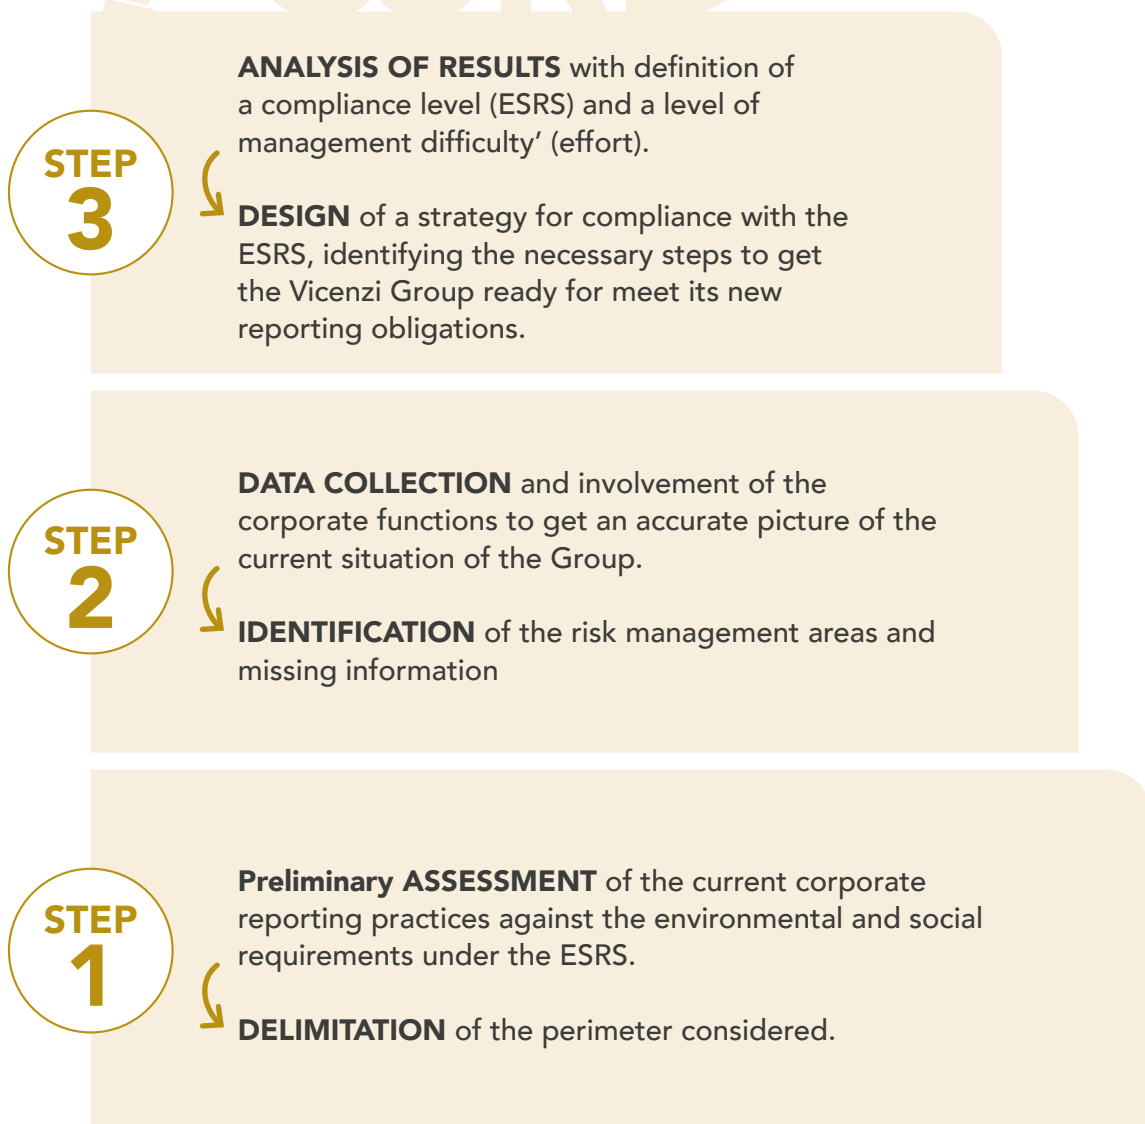 STEP
3
ANALYSIS OF RESULTS with definition of
a compliance level (ESRS) and a level of
management difficulty’ (effort).
DESIGN of a strategy for compliance with the
ESRS, identifying the necessary steps to get
the Vicenzi Group ready for meet its new
reporting obligations.
STEP
2
DATA COLLECTION and involvement of the
corporate functions to get an accurate picture of the
current situation of the Group.
IDENTIFICATION of the risk management areas and
missing information
STEP
1
Preliminary ASSESSMENT of the current corporate
reporting practices against the environmental and social
requirements under the ESRS.
DELIMITATION of the perimeter considered.